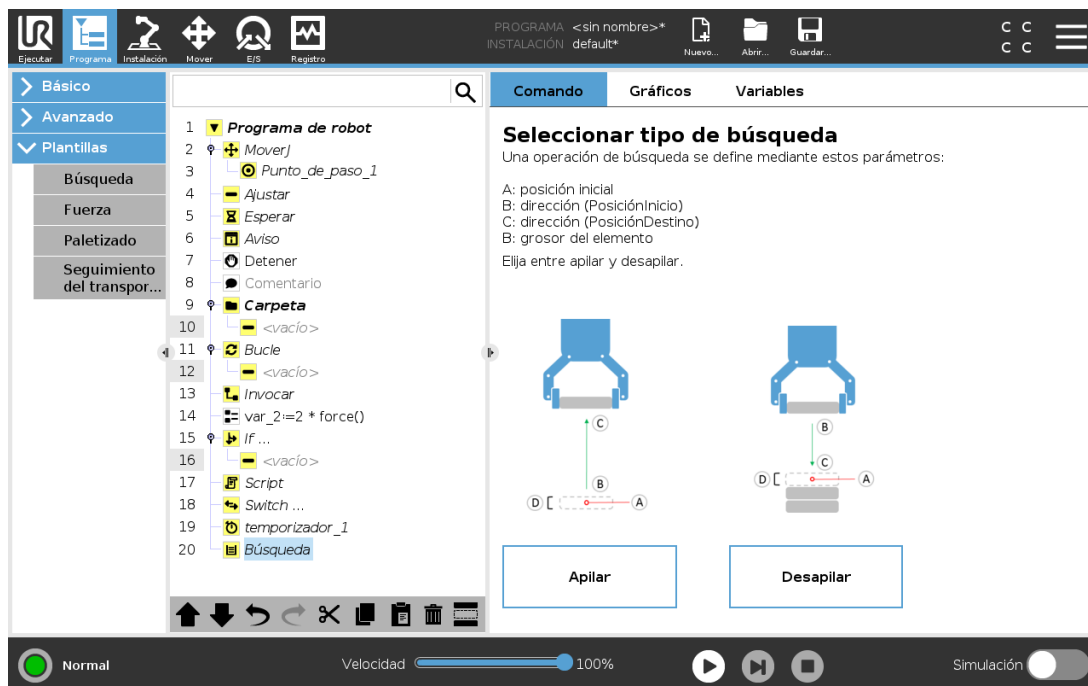 PROGRAMA <sin nombre>*
INSTALACIÓN default*
Ejecutar
Programa
Instalación
Mover
E/S
Registro
Nuevo...
Abrir...
Guardar...
C C
C C
Básico
Avanzado
Plantillas
Búsqueda
Fuerza
Paletizado
Seguimiento
del transpor...
1 Programa de robot
2 MoverJ
3 Punto_de_paso_1
4 Ajustar
5 Esperar
6 Aviso
7 Detener
8 Comentario
9 Carpeta
10 <vacío>
11 Bucle
12 <vacío>
13 Invocar
14 var_2:=2 * force()
15 If ...
16 <vacío>
17 Script
18 Switch ...
19 temporizador_1
20 Búsqueda
Comando Gráficos Variables
Seleccionar tipo de búsqueda
Una operación de búsqueda se define mediante estos parámetros:
A: posición inicial
B: dirección (PosiciónInicio)
C: dirección (PosiciónDestino)
B: grosor del elemento
Elija entre apilar y desapilar.
C
B
D
A
B
C
D
A
Apilar
Desapilar
Normal
Velocidad 100%
Simulación